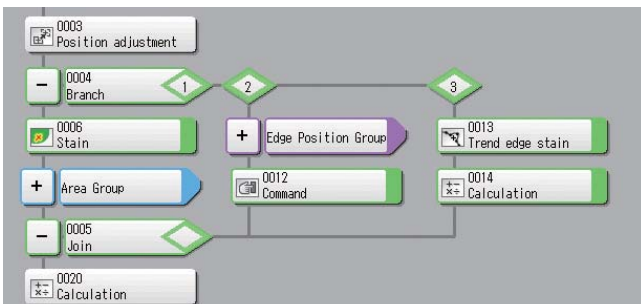 0003
Position adjustment
0004
Branch
1
2
3
0006
Stain
+ Edge Position Group
0013
Trend edge stain
+ Area Group
0012
Command
0014
Calculation
0005
Join
0020
Calculation